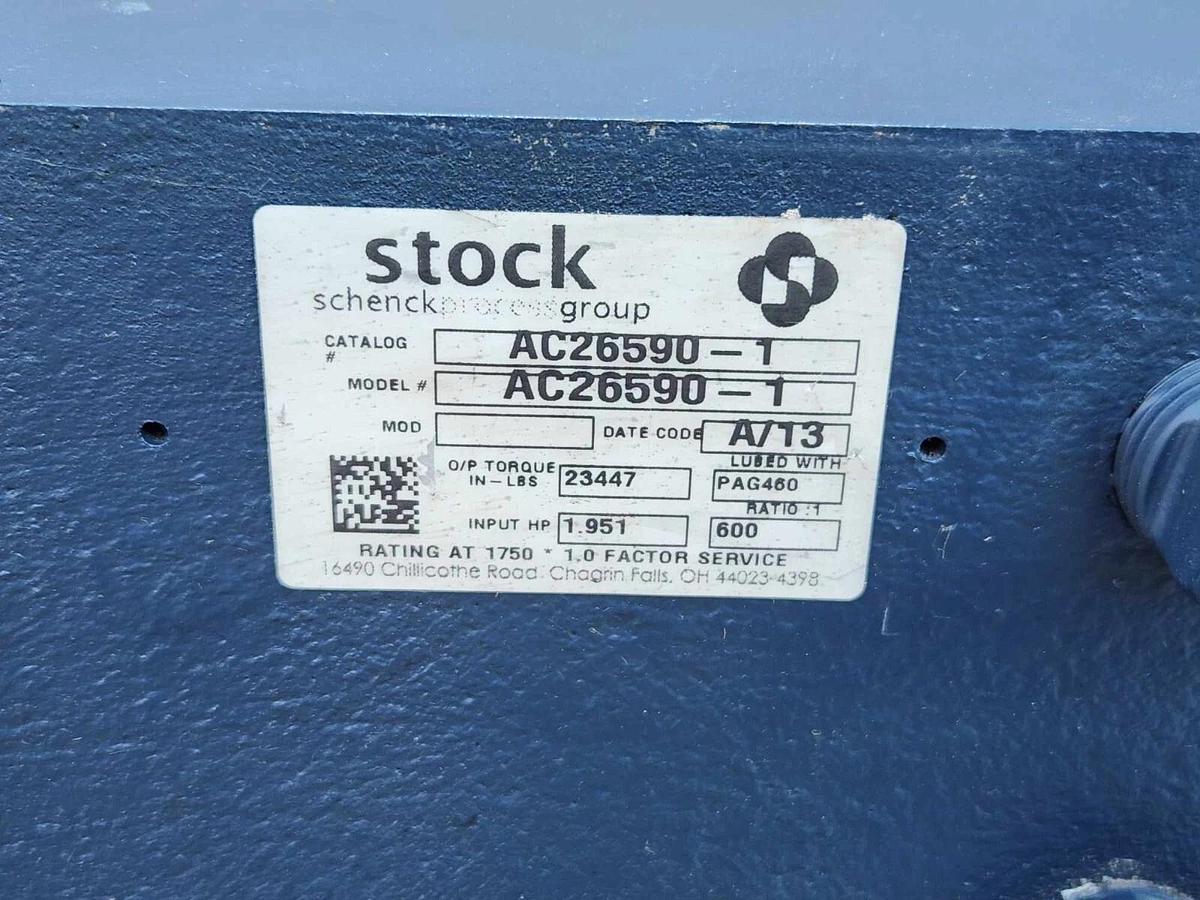 stock
schenckprocessgroup
CATALOG # AC26590-1
MODEL # AC26590-1
MOD DATE CODE A/13
O/P TORQUE IN-LBS 23447 LUBED WITH PAG460
INPUT HP 1.951 RATIO :1 600
RATING AT 1750 * 1.0 FACTOR SERVICE
16490 Chillicothe Road Chagrin Falls, OH 44023-4398